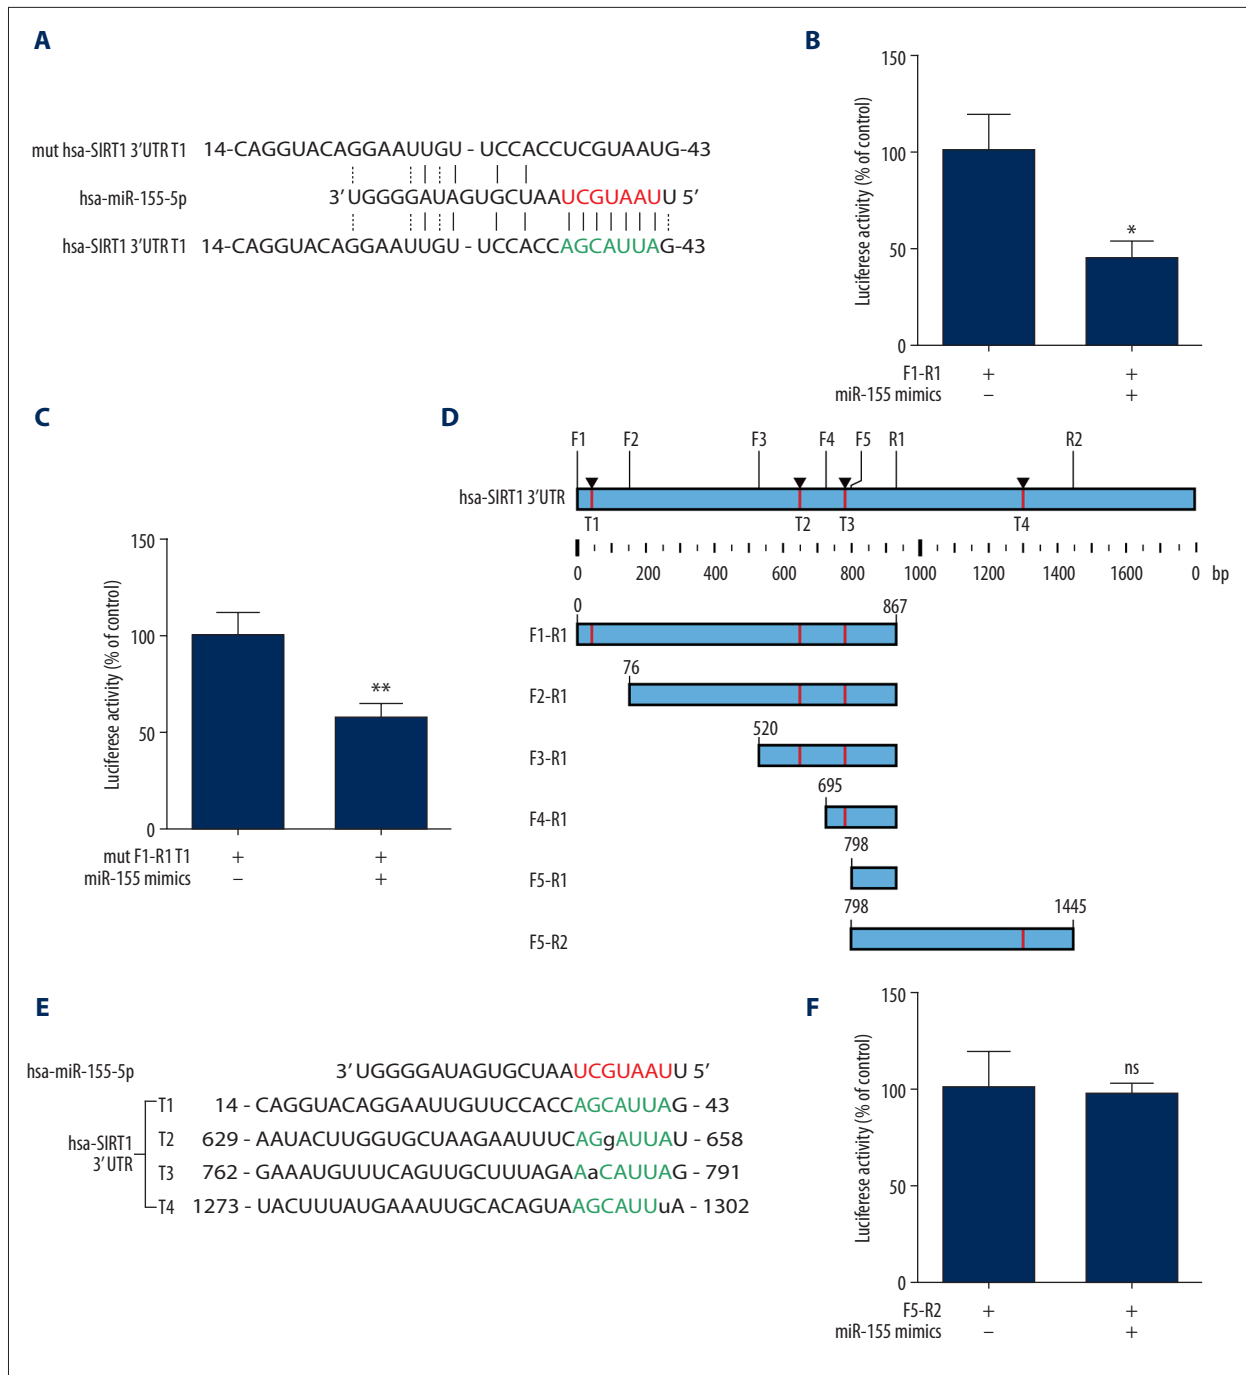 A
mut hsa-SIRT1 3’UTR T1 14-CAGGUACAGGAAUUGU - UCCACCUCGUAAUG-43
hsa-miR-155-5p 3’ UGGGGAUAGUGCUAAUCGUAAUU 5’
hsa-SIRT1 3’UTR T1 14-CAGGUACAGGAAUUGU - UCCACCAGCAUUAG-43
B
Luciferese activity (% of control)
150
100
50
0
*
F1-R1 + +
miR-155 mimics – +
C
Luciferese activity (% of control)
150
100
50
0
**
mut F1-R1 T1 + +
miR-155 mimics – +
D
F1 F2 F3 F4 F5 R1 R2
hsa-SIRT1 3’UTR
T1 T2 T3 T4
0 200 400 600 800 1000 1200 1400 1600 0 bp
0 867
F1-R1
76
F2-R1
520
F3-R1
695
F4-R1
798
F5-R1
798 1445
F5-R2
E
hsa-miR-155-5p 3’ UGGGGAUAGUGCUAAUCGUAAUU 5’
hsa-SIRT1
3’ UTR
T1 14 - CAGGUACAGGAAUUGUUCCACCAGCAUUAG - 43
T2 629 - AAUACUUGGUGCUAAGAAUUUCAGgAUUAU - 658
T3 762 - GAAAUGUUUCAGUUGCUUUAGAAaCAUUAG - 791
T4 1273 - UACUUUAUGAAAUUGCACAGUAAGCAUUuA - 1302
F
Luciferese activity (% of control)
150
100
50
0
ns
F5-R2 + +
miR-155 mimics – +